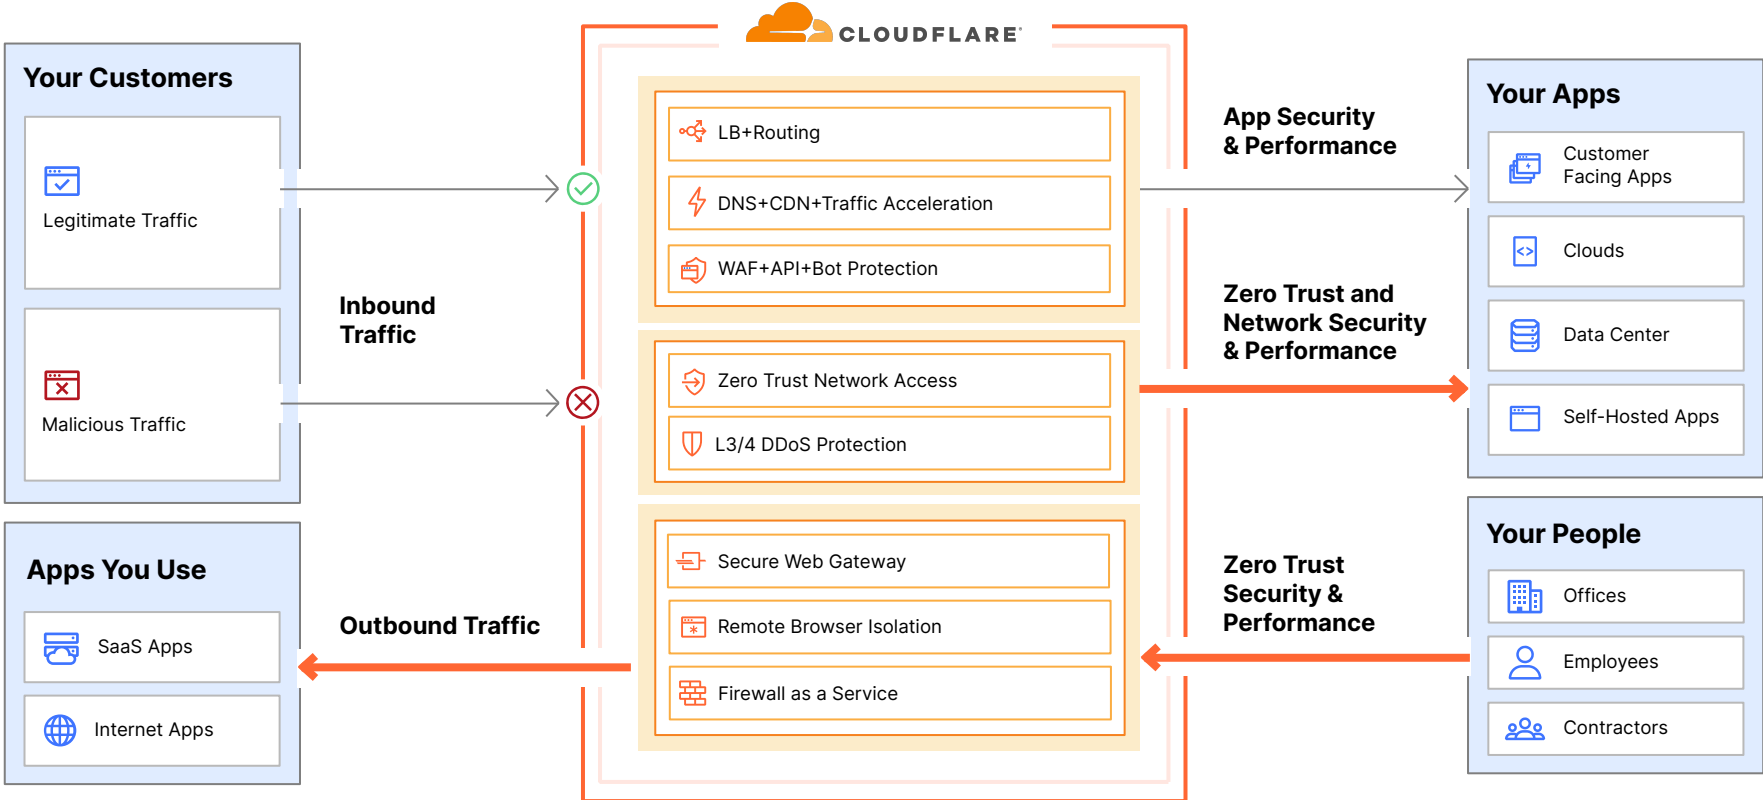 CLOUDFLARE
Your Customers
Legitimate Traffic
Malicious Traffic
Inbound
Traffic
Apps You Use
SaaS Apps
Internet Apps
Outbound Traffic
LB+Routing
DNS+CDN+Traffic Acceleration
WAF+API+Bot Protection
Zero Trust Network Access
L3/4 DDoS Protection
Secure Web Gateway
Remote Browser Isolation
Firewall as a Service
App Security
& Performance
Zero Trust and
Network Security
& Performance
Zero Trust
Security &
Performance
Your Apps
Customer
Facing Apps
Clouds
Data Center
Self-Hosted Apps
Your People
Offices
Employees
Contractors